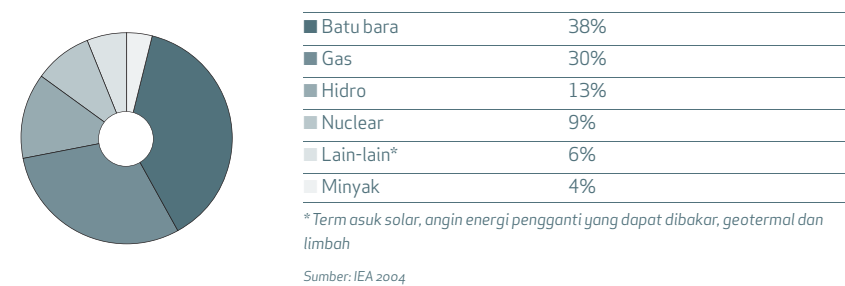 Batu bara 38%
Gas 30%
Hidro 13%
Nuclear 9%
Lain-lain* 6%
Minyak 4%
* Term asuk solar, angin energi pengganti yang dapat dibakar, geotermal dan
limbah
Sumber: IEA 2004